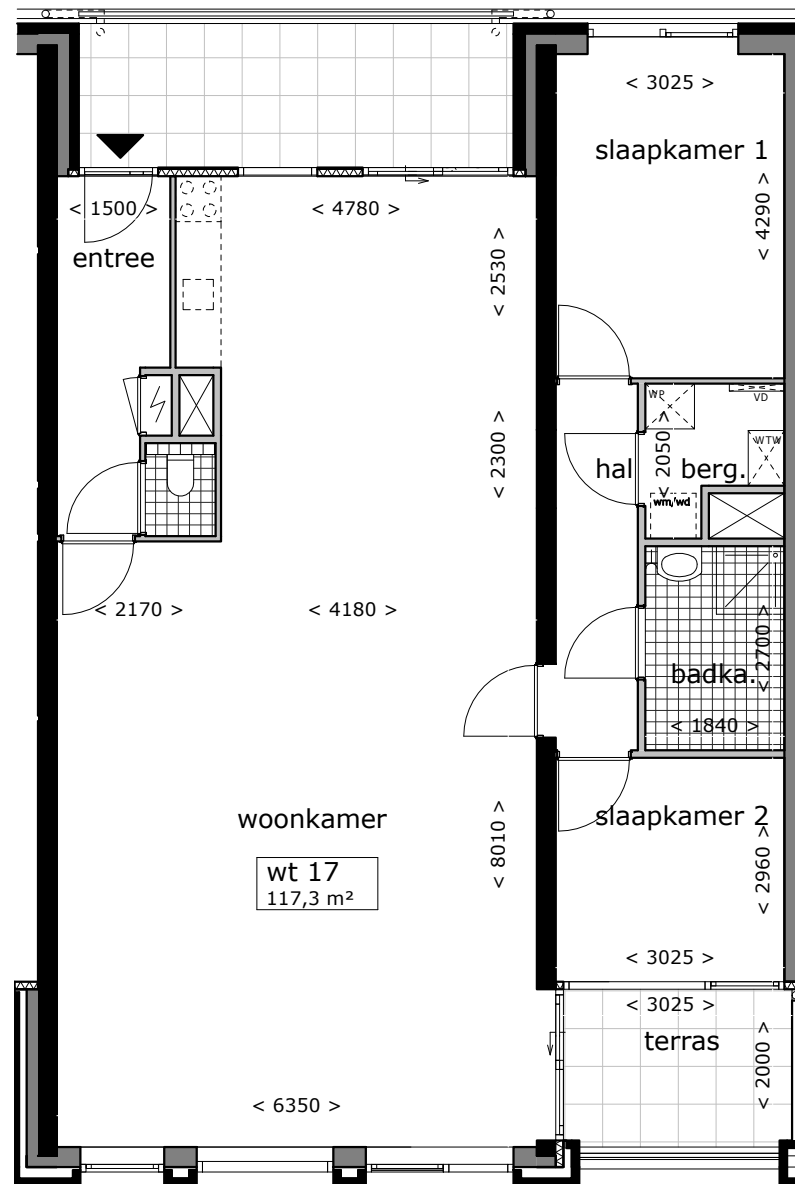 < 3025 >
slaapkamer 1
< 4290 >
< 1500 >
< 4780 >
entree
< 2530 >
WP
VD
< 2300 >
< 2050 >
WTW
hal
berg.
wm/wd
< 2170 >
< 4180 >
< 2700 >
badka.
< 1840 >
woonkamer
slaapkamer 2
< 8010 >
< 2960 >
wt 17
117,3 m²
< 3025 >
< 3025 >
terras
< 2000 >
< 6350 >